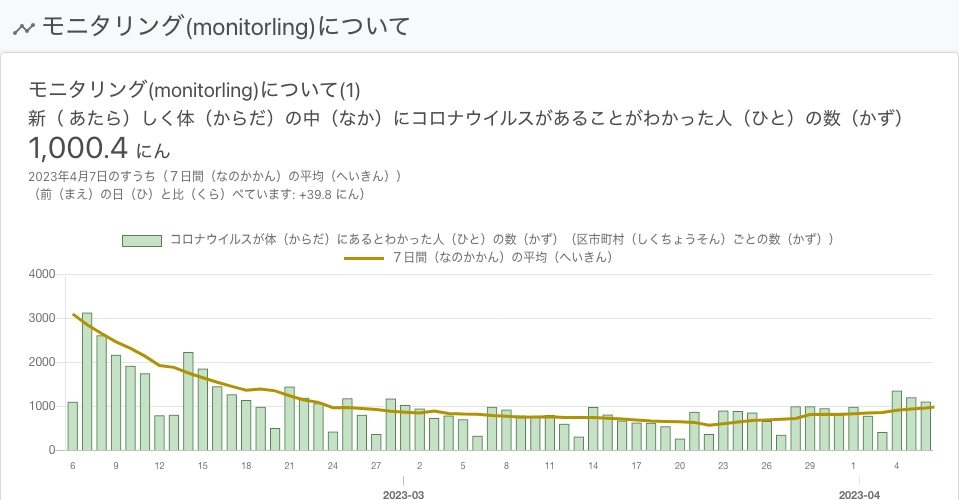 モニタリング(monitorling)について
モニタリング(monitorling)について(1)
新（ あたら）しく体（からだ）の中（なか）にコロナウイルスがあることがわかった人（ひと）の数（かず）
1,000.4 にん
2023年4月7日のすうち（７日間（なのかかん）の平均（へいきん））
（前（まえ）の日（ひ）と比（くら）べています: +39.8 にん）
コロナウイルスが体（からだ）にあるとわかった人（ひと）の数（かず）（区市町村（しくちょうそん）ごとの数（かず））
７日間（なのかかん）の平均（へいきん）
4000
3000
2000
1000
0
6 9 12 15 18 21 24 27 2 5 8 11 14 17 20 23 26 29 1 4
2023-03 2023-04